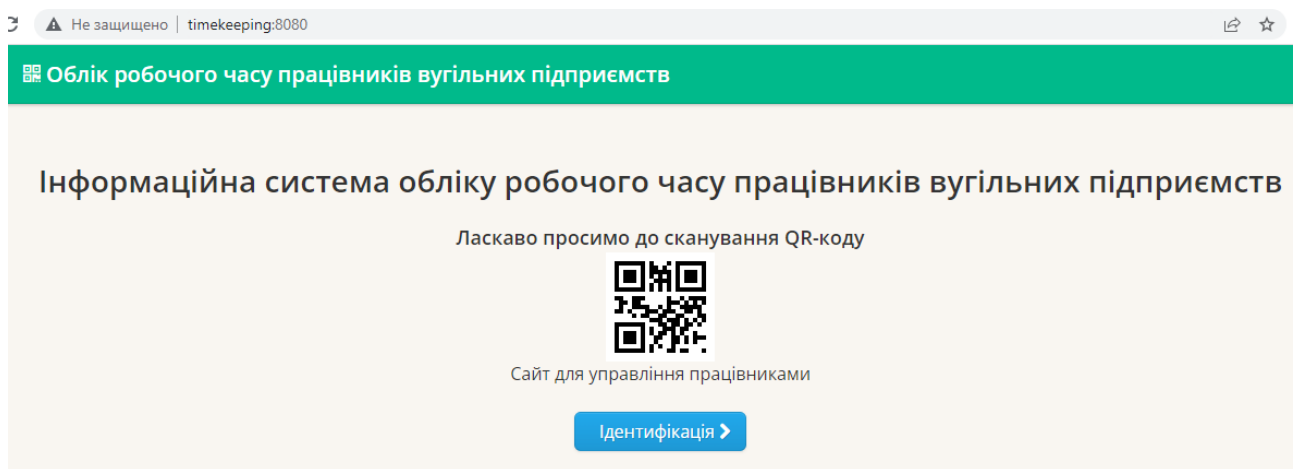 Не защищено | timekeeping:8080
Облік робочого часу працівників вугільних підприємств
Інформаційна система обліку робочого часу працівників вугільних підприємств
Ласкаво просимо до сканування QR-коду
Сайт для управління працівниками
Ідентифікація